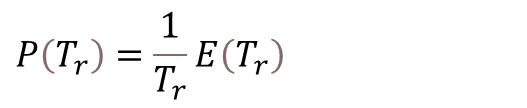 P(T_r) = \frac{1}{T_r} E(T_r)